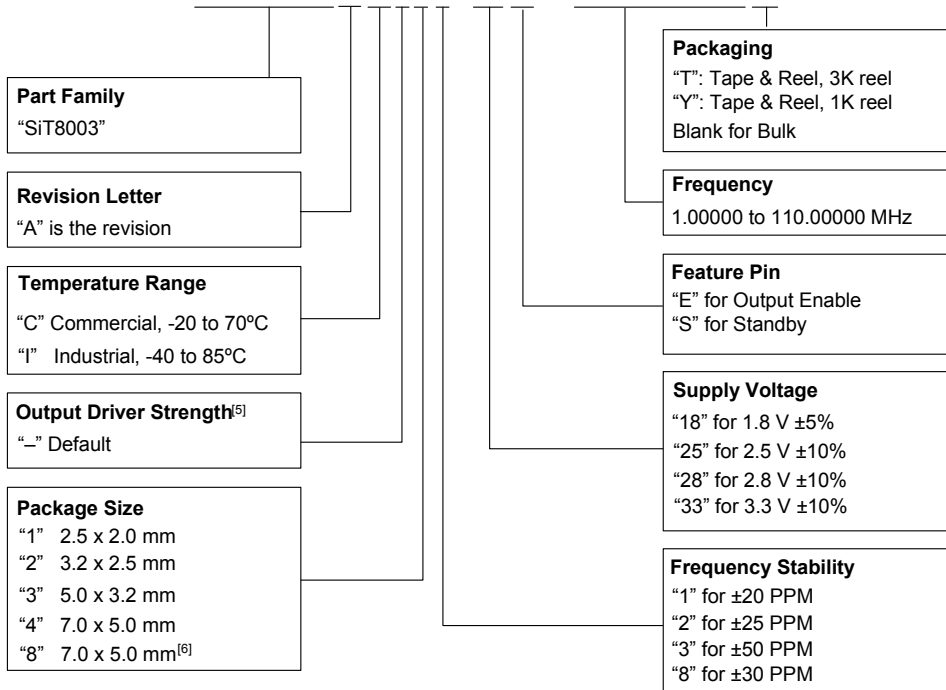 Part Family
“SiT8003”
Revision Letter
“A” is the revision
Temperature Range
“C” Commercial, -20 to 70ºC
“I” Industrial, -40 to 85ºC
Output Driver Strength[5]
“–” Default
Package Size
“1” 2.5 x 2.0 mm
“2” 3.2 x 2.5 mm
“3” 5.0 x 3.2 mm
“4” 7.0 x 5.0 mm
“8” 7.0 x 5.0 mm[6]
Packaging
“T”: Tape & Reel, 3K reel
“Y”: Tape & Reel, 1K reel
Blank for Bulk
Frequency
1.00000 to 110.00000 MHz
Feature Pin
“E” for Output Enable
“S” for Standby
Supply Voltage
“18” for 1.8 V ±5%
“25” for 2.5 V ±10%
“28” for 2.8 V ±10%
“33” for 3.3 V ±10%
Frequency Stability
“1” for ±20 PPM
“2” for ±25 PPM
“3” for ±50 PPM
“8” for ±30 PPM